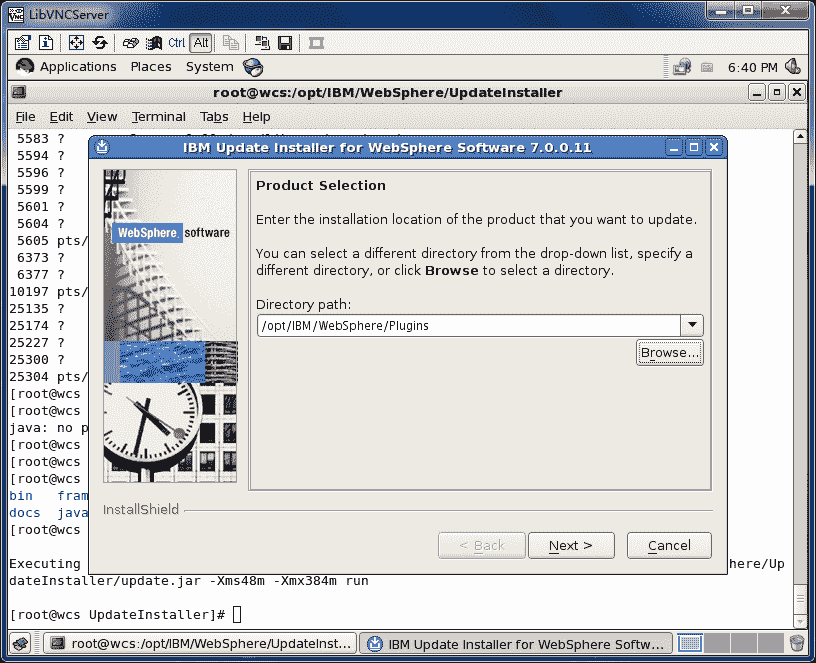 LibVNCServer
Ctrl Alt
Applications Places System 6:40 PM
root@wcs:/opt/IBM/WebSphere/UpdateInstaller
File Edit View Terminal Tabs Help
5583 ?
5594 ?
5596 ?
5599 ?
5601 ?
5604 ?
5605 pts/
6373 ?
6377 ?
10197 pts/
25135 ?
25174 ?
25227 ?
25300 ?
25304 pts/
[root@wcs
[root@wcs
java: no p
[root@wcs
[root@wcs
[root@wcs
bin fram
docs java
[root@wcs
IBM Update Installer for WebSphere Software 7.0.0.11
WebSphere. software
Product Selection
Enter the installation location of the product that you want to update.
You can select a different directory from the drop-down list, specify a
different directory, or click Browse to select a directory.
Directory path:
/opt/IBM/WebSphere/Plugins
Browse...
InstallShield
< Back Next > Cancel
Executing here/Up
dateInstaller/update.jar -Xms48m -Xmx384m run
[root@wcs UpdateInstaller]#
root@wcs:/opt/IBM/WebSphere/UpdateInst... IBM Update Installer for WebSphere Softw...